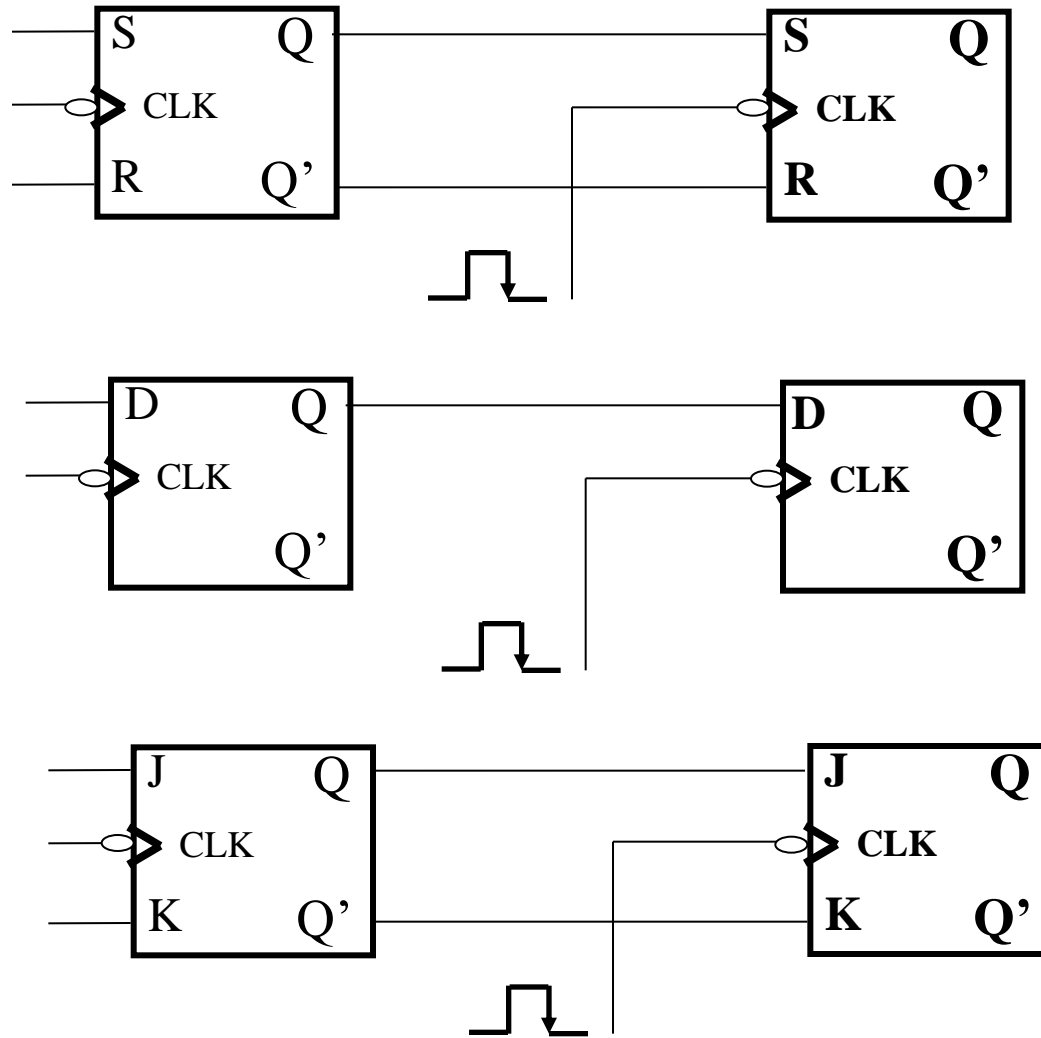 S Q S Q
CLK CLK
R Q’ R Q’
D Q D Q
CLK CLK
Q’ Q’
J Q J Q
CLK CLK
K Q’ K Q’